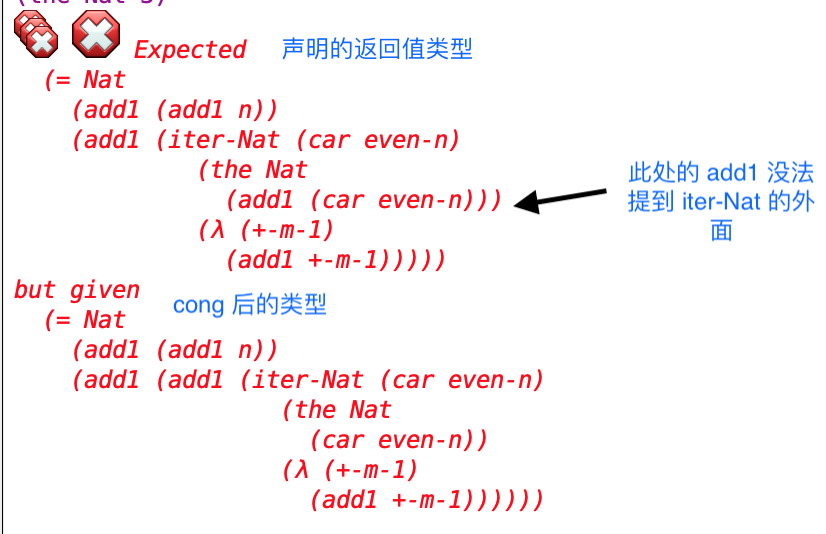 (the Nat 3)
Expected 声明的返回值类型
(= Nat
(add1 (add1 n))
(add1 (iter-Nat (car even-n)
(the Nat
(add1 (car even-n)))
(λ (+-m-1)
(add1 +-m-1)))))
此处的 add1 没法
提到 iter-Nat 的外
面
but given
cong 后的类型
(= Nat
(add1 (add1 n))
(add1 (add1 (iter-Nat (car even-n)
(the Nat
(car even-n))
(λ (+-m-1)
(add1 +-m-1))))))